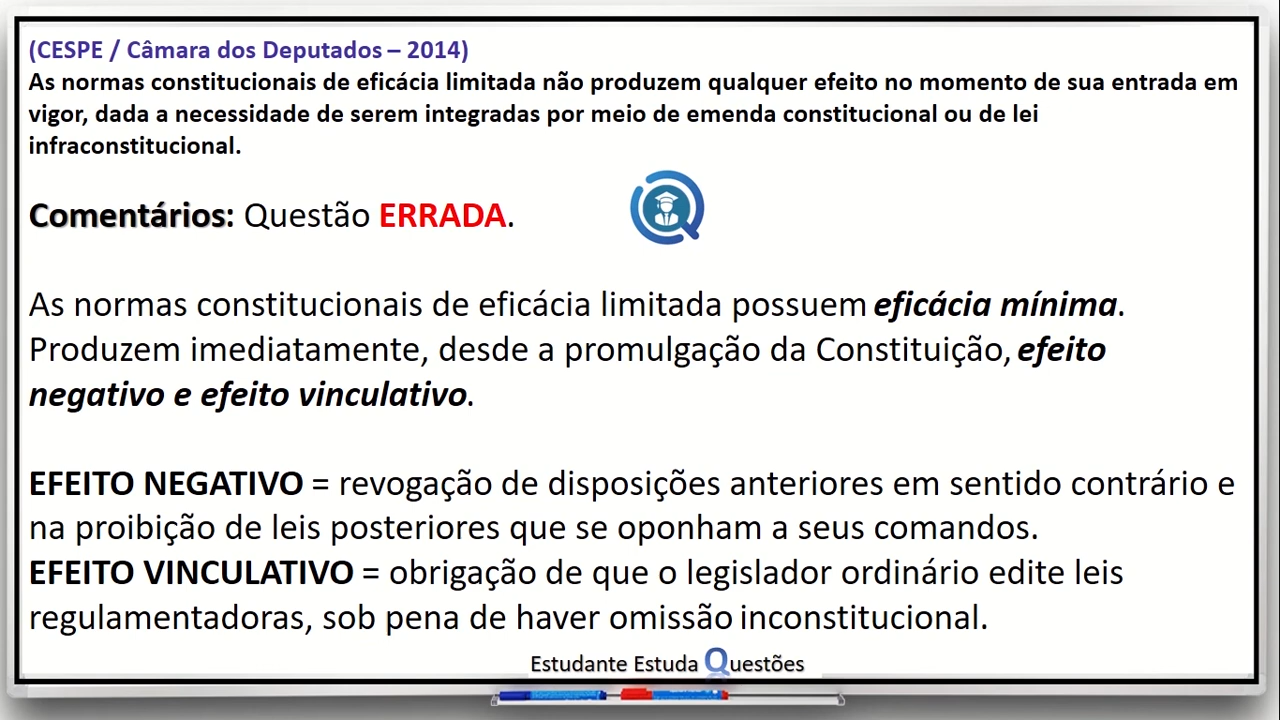 (CESPE / Câmara dos Deputados – 2014)
As normas constitucionais de eficácia limitada não produzem qualquer efeito no momento de sua entrada em
vigor, dada a necessidade de serem integradas por meio de emenda constitucional ou de lei
infraconstitucional.
Comentários: Questão ERRADA.
As normas constitucionais de eficácia limitada possuem eficácia mínima.
Produzem imediatamente, desde a promulgação da Constituição, efeito
negativo e efeito vinculativo.
EFEITO NEGATIVO = revogação de disposições anteriores em sentido contrário e
na proibição de leis posteriores que se oponham a seus comandos.
EFEITO VINCULATIVO = obrigação de que o legislador ordinário edite leis
regulamentadoras, sob pena de haver omissão inconstitucional.
Estudante Estuda Questões